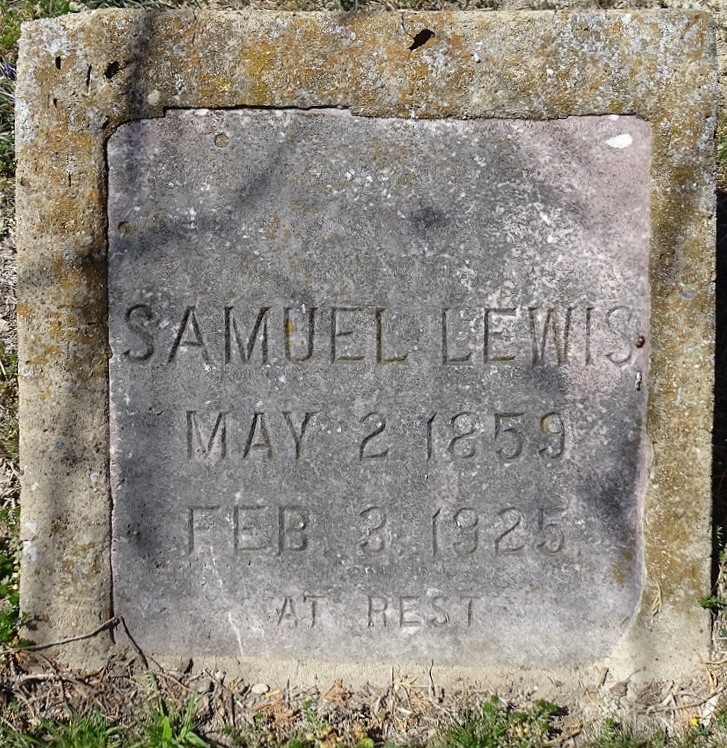 SAMUEL LEWIS
MAY 2 1859
FEB. 3 1925
AT REST